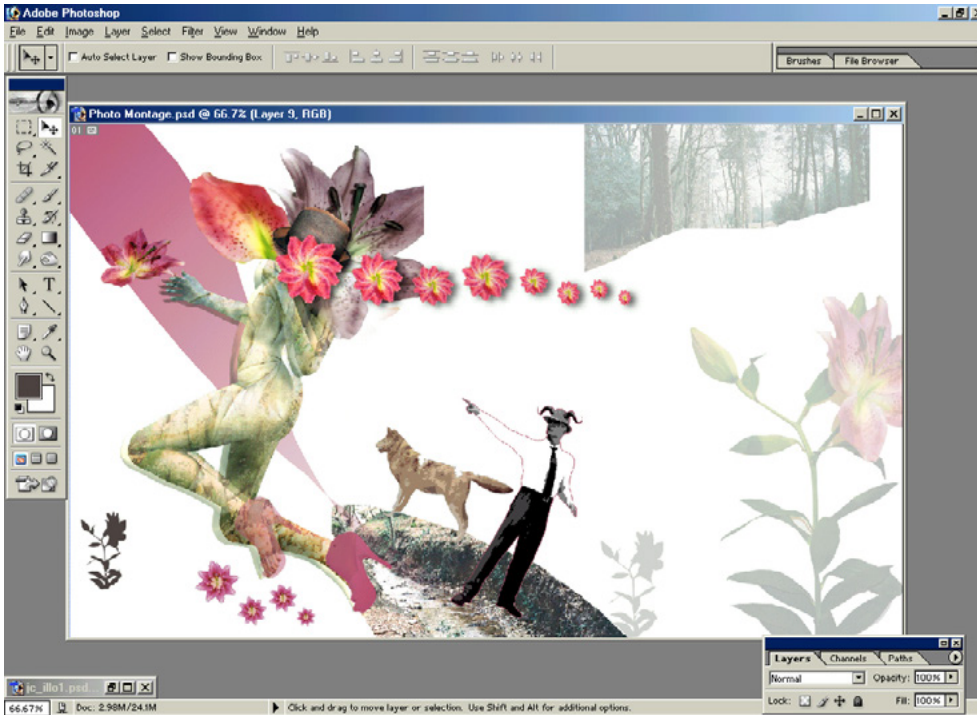 Adobe Photoshop
File Edit Image Layer Select Filter View Window Help
Auto Select Layer Show Bounding Box
Brushes File Browser
Photo Montage.psd @ 66.7% (Layer 9, RGB)
01
T
Layers Channels Paths
Normal Opacity: 100%
Lock: Fill: 100%
jc_illo1.psd...
66.67% Doc: 2.98M/24.1M Click and drag to move layer or selection. Use Shift and Alt for additional options.